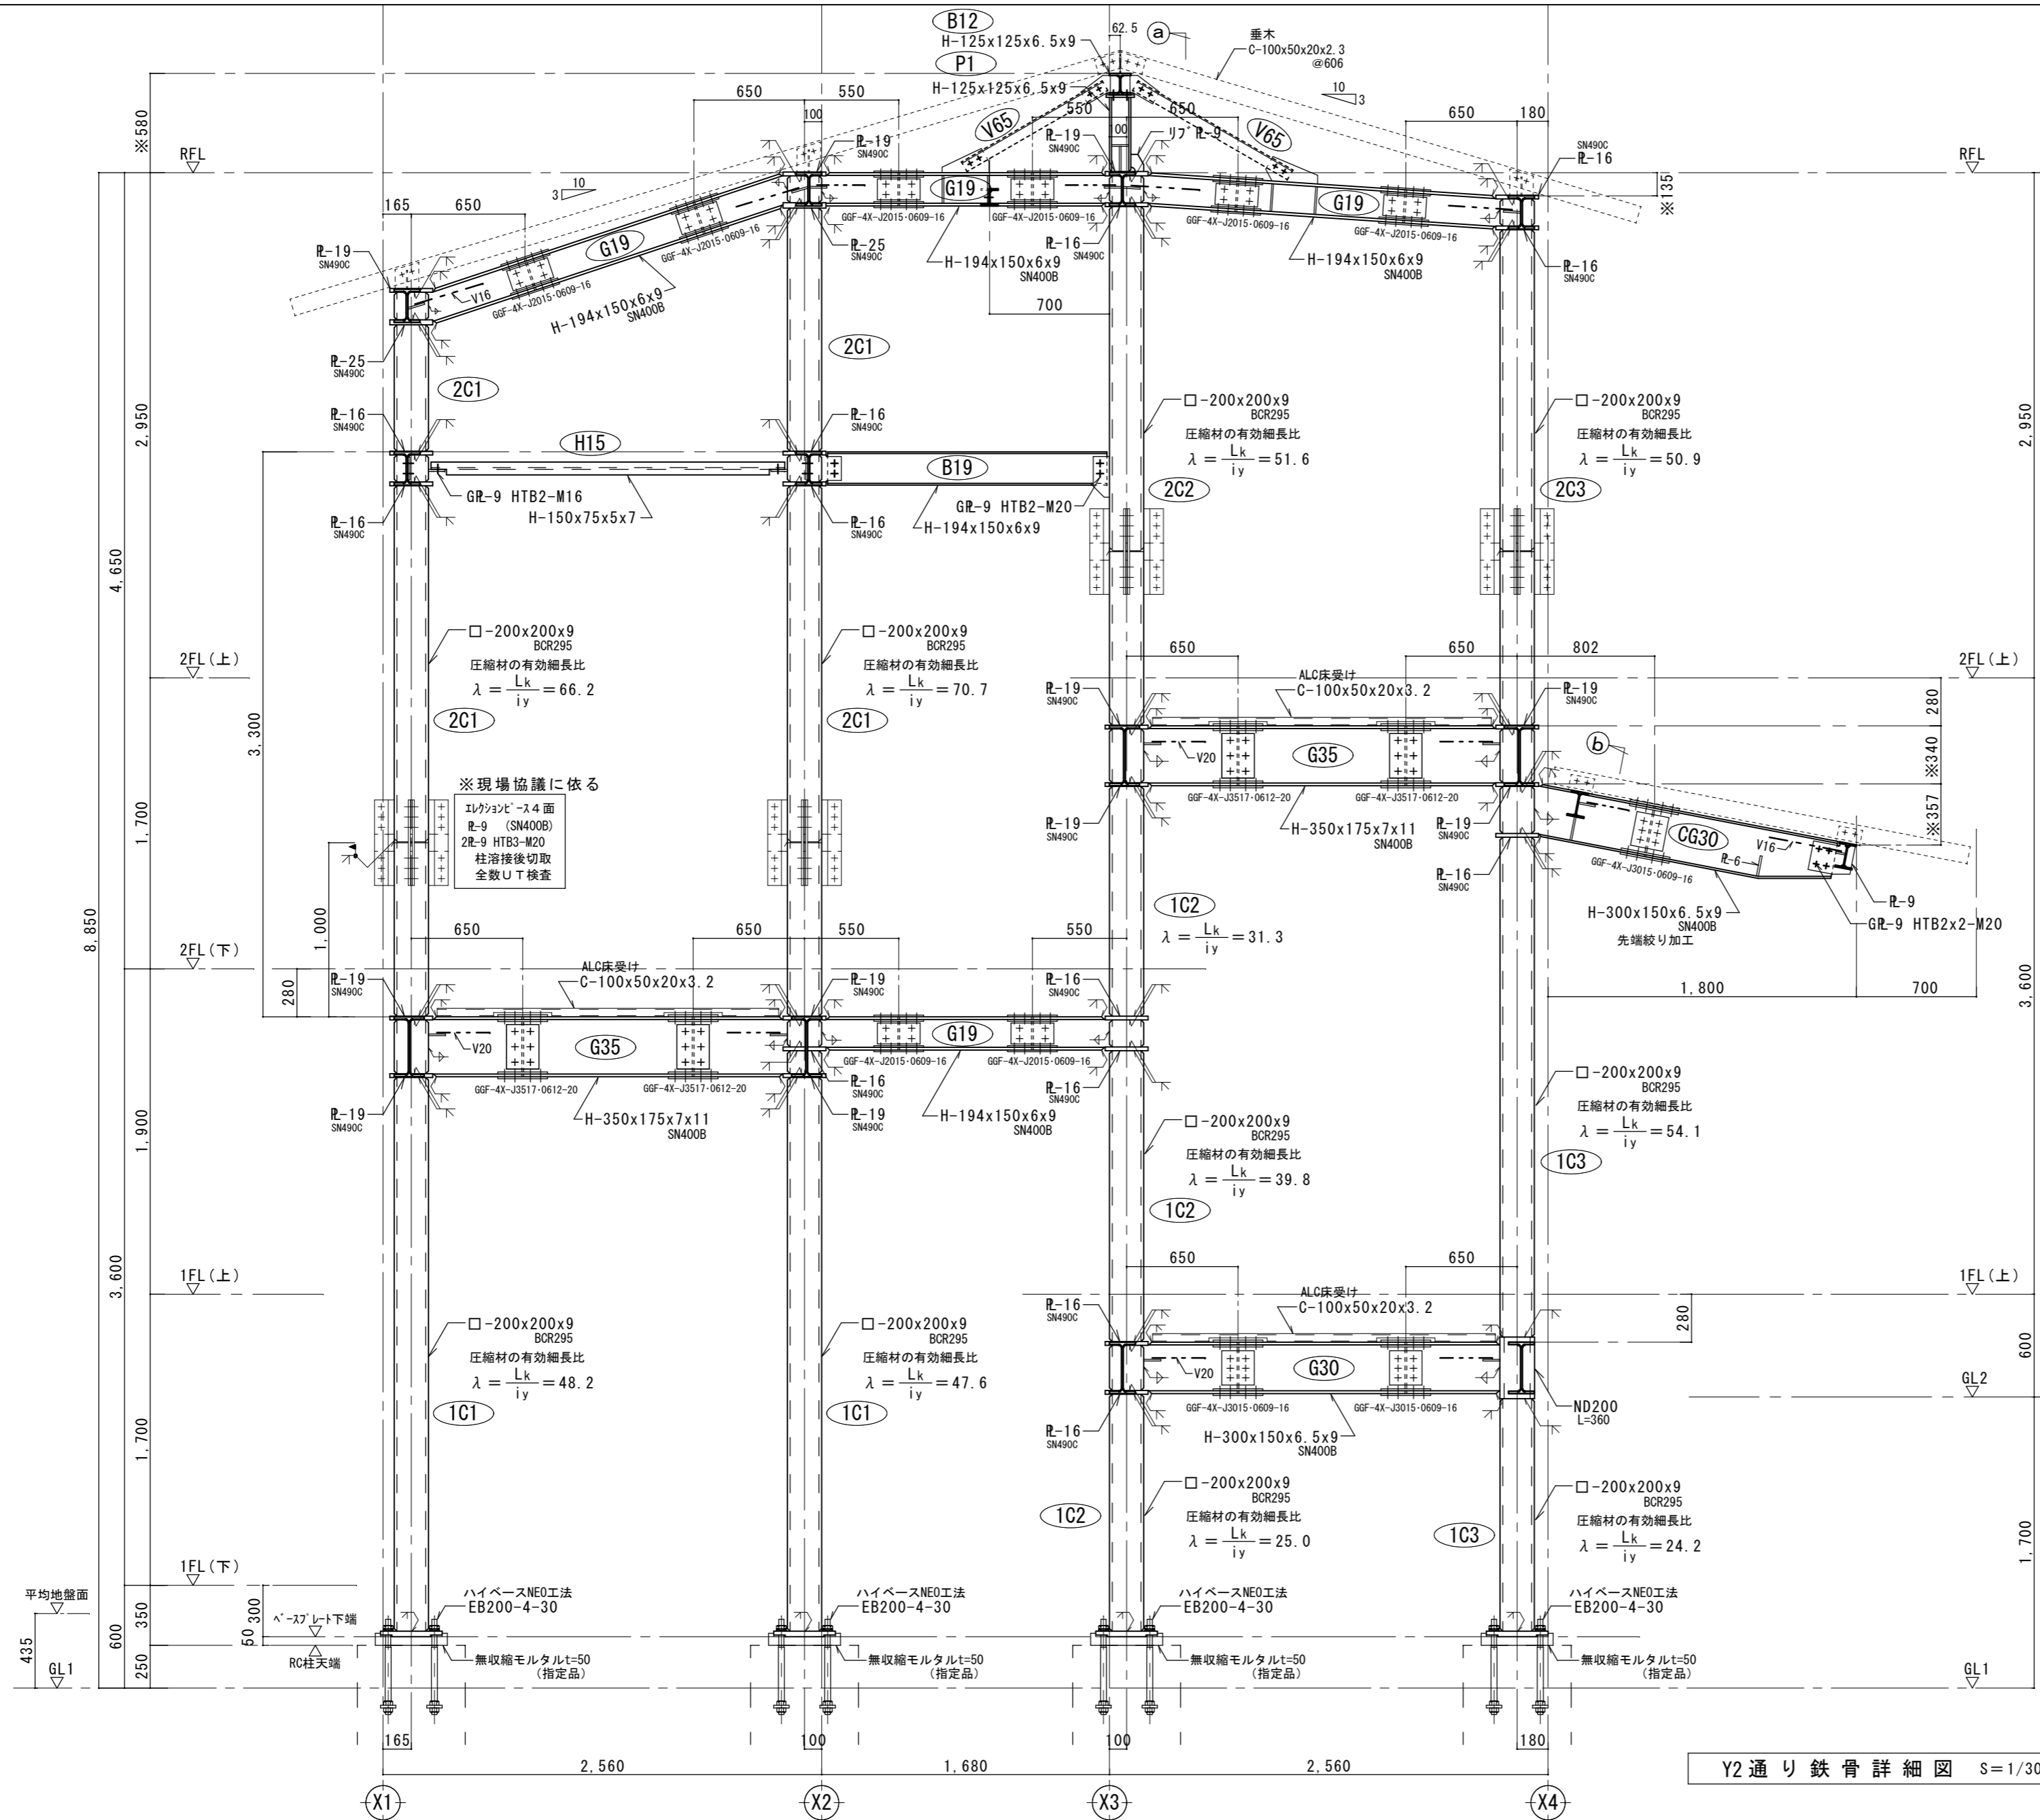 B12
H-125x125x6.5x9
P1
H-125x125x6.5x9
62.5
a
垂木
C-100x50x20x2.3
@606
10
3
※580
650
550
100
V65
550
650
100
リブ PL-9
V65
650
180
PL-19
SN490C
PL-19
SN490C
SN490C
PL-16
RFL
RFL
※135
10
3
165
650
G19
G19
G19
GGF-4X-J2015·0609-16
GGF-4X-J2015·0609-16
GGF-4X-J2015·0609-16
GGF-4X-J2015·0609-16
GGF-4X-J2015·0609-16
GGF-4X-J2015·0609-16
PL-19
SN490C
PL-25
SN490C
PL-16
SN490C
PL-16
SN490C
V16
H-194x150x6x9
SN400B
H-194x150x6x9
SN400B
H-194x150x6x9
SN400B
700
PL-25
SN490C
2C1
2C1
2,950
2,950
PL-16
SN490C
PL-16
SN490C
□-200x200x9
BCR295
圧縮材の有効細長比
λ=Lk/iy=51.6
□-200x200x9
BCR295
圧縮材の有効細長比
λ=Lk/iy=50.9
H15
B19
GPL-9 HTB2-M16
H-150x75x5x7
GPL-9 HTB2-M20
H-194x150x6x9
2C2
2C3
PL-16
SN490C
PL-16
SN490C
4,650
□-200x200x9
BCR295
圧縮材の有効細長比
λ=Lk/iy=66.2
□-200x200x9
BCR295
圧縮材の有効細長比
λ=Lk/iy=70.7
2FL(上)
2FL(上)
650
650
802
ALC床受け
C-100x50x20x3.2
PL-19
SN490C
PL-19
SN490C
280
2C1
2C1
3,300
V20
G35
b
※340
GGF-4X-J3517·0612-20
GGF-4X-J3517·0612-20
※現場協議に依る
エレクションピース4面
PL-9 (SN400B)
2PL-9 HTB3-M20
柱溶接後切取
全数UT検査
PL-19
SN490C
H-350x175x7x11
SN400B
PL-19
SN490C
CG30
※357
V16
PL-6
GGF-4X-J3015·0609-16
PL-16
SN490C
PL-9
GPL-9 HTB2x2-M20
H-300x150x6.5x9
SN400B
先端絞り加工
1,700
8,850
1,000
1C2
λ=Lk/iy=31.3
650
650
550
550
2FL(下)
280
PL-19
SN490C
ALC床受け
C-100x50x20x3.2
PL-19
SN490C
PL-16
SN490C
1,800
700
3,600
V20
G35
G19
GGF-4X-J3517·0612-20
GGF-4X-J3517·0612-20
GGF-4X-J2015·0609-16
GGF-4X-J2015·0609-16
PL-19
SN490C
H-350x175x7x11
SN400B
PL-16
SN490C
PL-19
SN490C
H-194x150x6x9
SN400B
PL-16
SN490C
1,900
□-200x200x9
BCR295
圧縮材の有効細長比
λ=Lk/iy=39.8
□-200x200x9
BCR295
圧縮材の有効細長比
λ=Lk/iy=54.1
1C2
1C3
3,600
1FL(上)
1FL(上)
650
650
ALC床受け
C-100x50x20x3.2
PL-16
SN490C
280
600
□-200x200x9
BCR295
圧縮材の有効細長比
λ=Lk/iy=48.2
□-200x200x9
BCR295
圧縮材の有効細長比
λ=Lk/iy=47.6
V20
G30
GL2
1C1
1C1
GGF-4X-J3015·0609-16
GGF-4X-J3015·0609-16
ND200
L=360
PL-16
SN490C
H-300x150x6.5x9
SN400B
1,700
1C2
□-200x200x9
BCR295
圧縮材の有効細長比
λ=Lk/iy=25.0
1C3
□-200x200x9
BCR295
圧縮材の有効細長比
λ=Lk/iy=24.2
1,700
1FL(下)
平均地盤面
ベースプレート下端
RC柱天端
ハイベースNEO工法
EB200-4-30
ハイベースNEO工法
EB200-4-30
ハイベースNEO工法
EB200-4-30
ハイベースNEO工法
EB200-4-30
435
600
350
250
300
50
無収縮モルタルt=50
(指定品)
無収縮モルタルt=50
(指定品)
無収縮モルタルt=50
(指定品)
無収縮モルタルt=50
(指定品)
GL1
GL1
165
100
100
180
2,560
1,680
2,560
X1
X2
X3
X4
Y2通り鉄骨詳細図 S=1/30